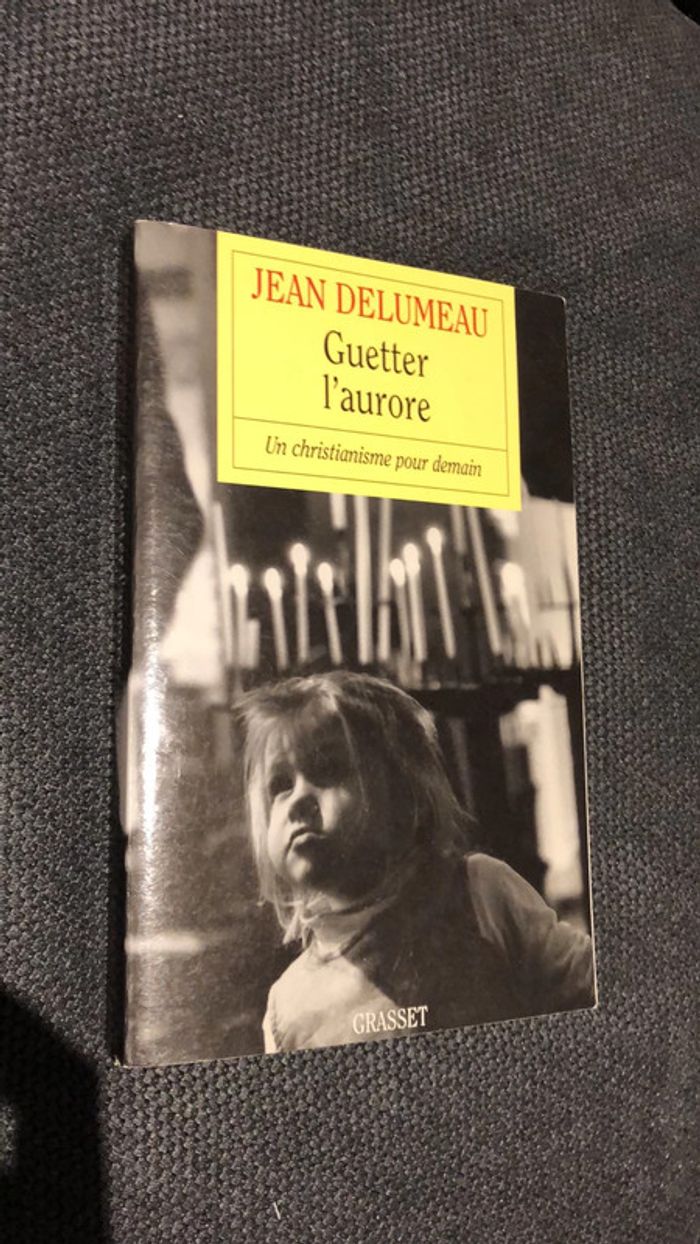 JEAN DELUMEAU
Guetter
l'aurore
Un christianisme pour demain
GRASSET